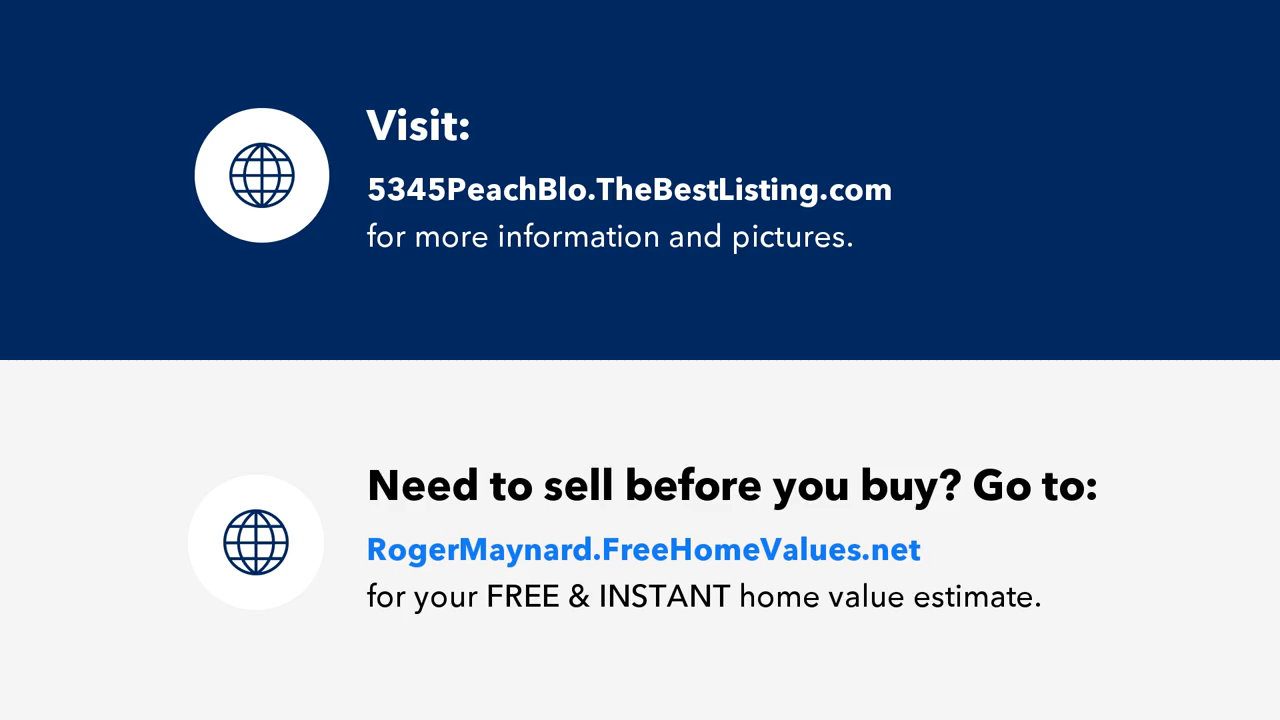 Visit:
5345PeachBlo.TheBestListing.com
for more information and pictures.
Need to sell before you buy? Go to:
RogerMaynard.FreeHomeValues.net
for your FREE & INSTANT home value estimate.